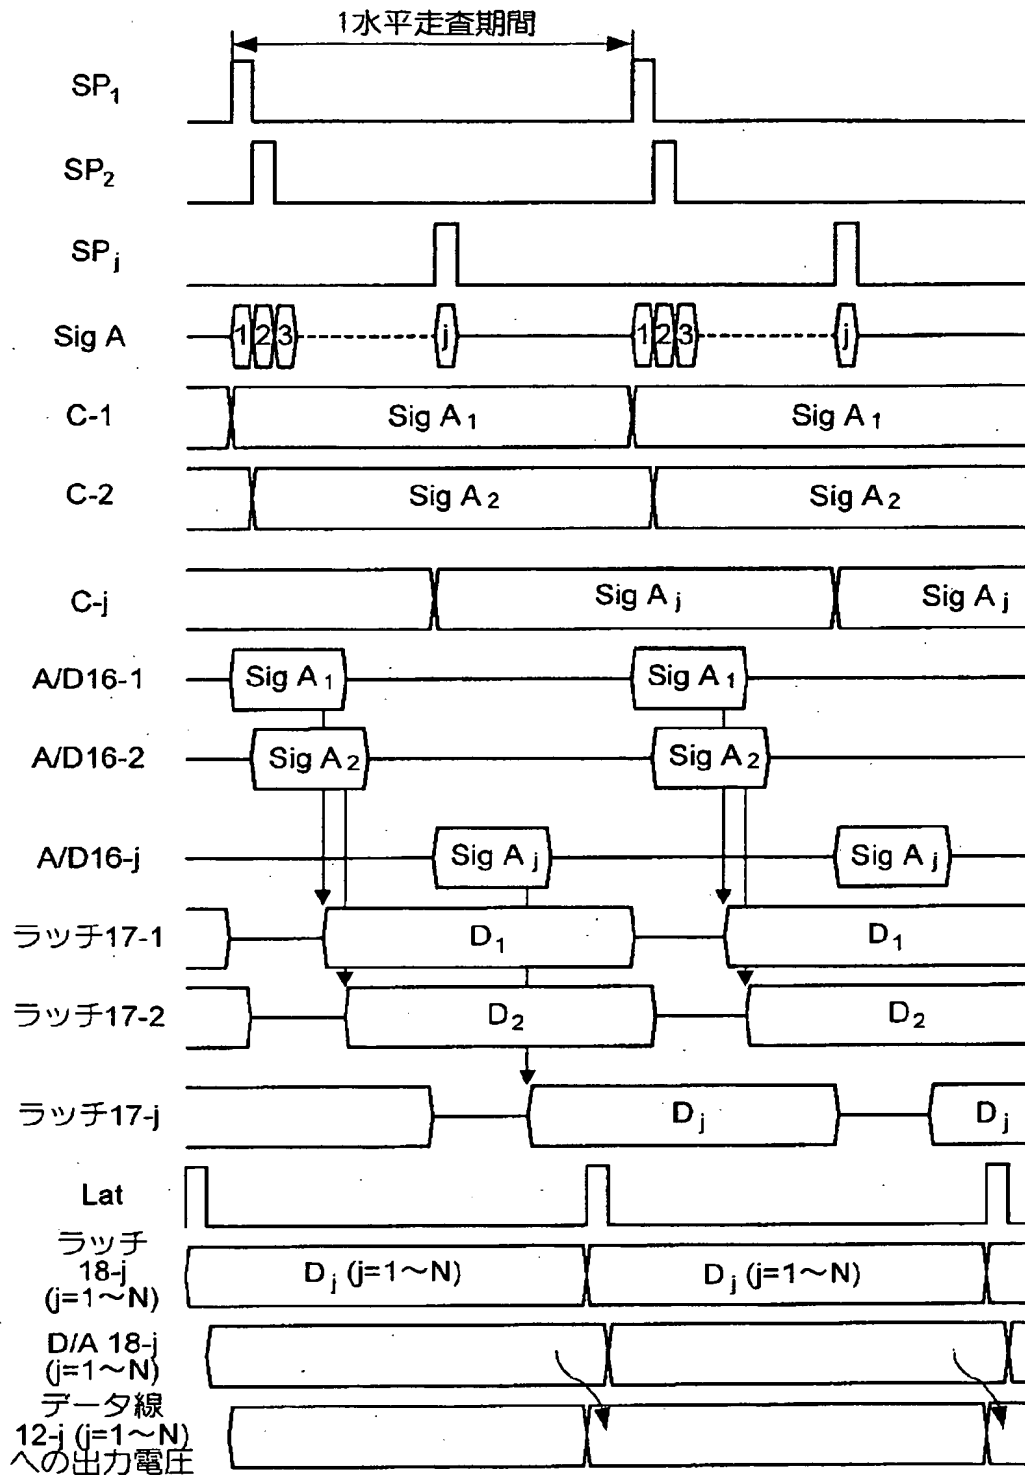 1水平走査期間
SP₁
SP₂
SPⱼ
Sig A 1 2 3 j 1 2 3 j
C-1 Sig A₁ Sig A₁
C-2 Sig A₂ Sig A₂
C-j Sig Aⱼ Sig Aⱼ
A/D16-1 Sig A₁ Sig A₁
A/D16-2 Sig A₂ Sig A₂
A/D16-j Sig Aⱼ Sig Aⱼ
ラッチ17-1 D₁ D₁
ラッチ17-2 D₂ D₂
ラッチ17-j Dⱼ Dⱼ
Lat
ラッチ
18-j
(j=1〜N)
Dⱼ (j=1〜N) Dⱼ (j=1〜N)
D/A 18-j
(j=1〜N)
データ線
12-j (j=1〜N)
への出力電圧